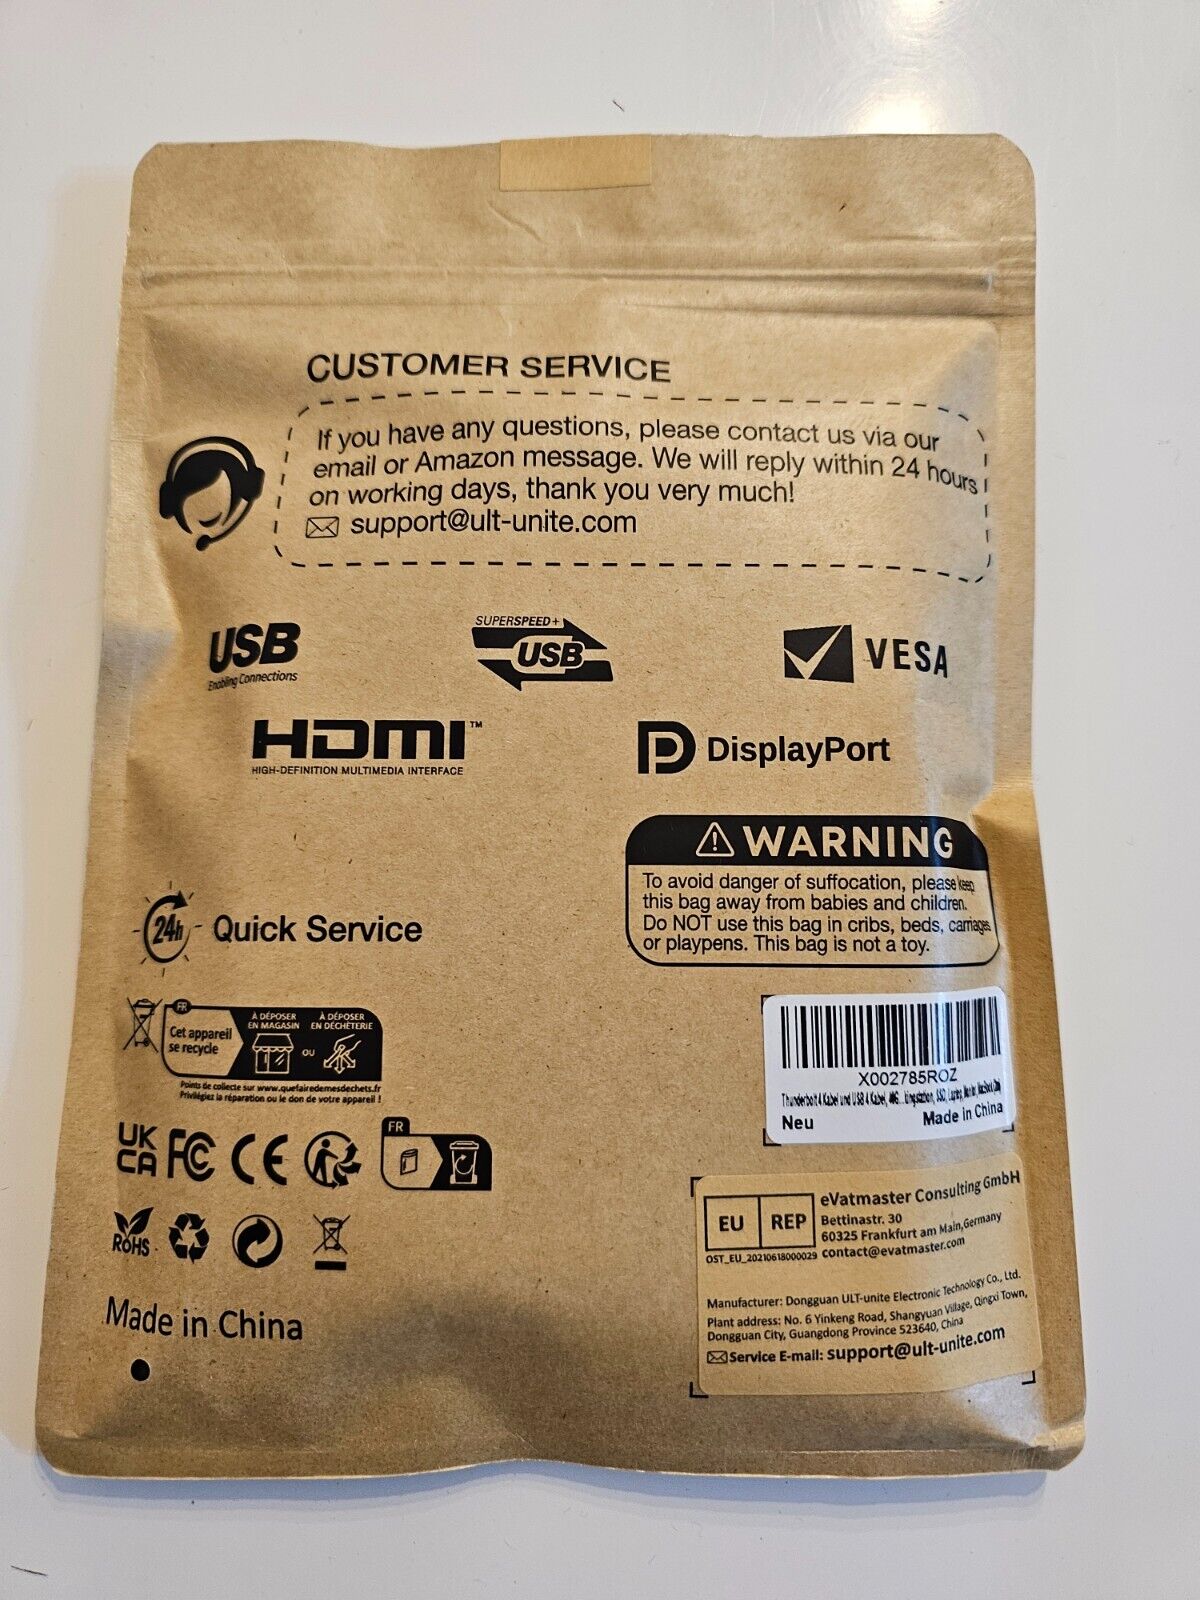 CUSTOMER SERVICE
If you have any questions, please contact us via our
email or Amazon message. We will reply within 24 hours
on working days, thank you very much!
support@ult-unite.com
USB
Enabling Connections
SUPERSPEED+
USB
VESA
HDMI™
HIGH-DEFINITION MULTIMEDIA INTERFACE
DisplayPort
WARNING
To avoid danger of suffocation, please keep
this bag away from babies and children.
Do NOT use this bag in cribs, beds, carriages
or playpens. This bag is not a toy.
24h
Quick Service
FR
Cet appareil
se recycle
À DÉPOSER
EN MAGASIN
OU
À DÉPOSER
EN DÉCHÈTERIE
Points de collecte sur www.quefairedemesdechets.fr
Privilégiez la réparation ou le don de votre appareil !
X002785ROZ
Thunderbolt 4 Kabel und USB 4 Kabel,
Neu
Made in China
UK
CA
FC
CE
FR
RoHS
Made in China
EU REP
eVatmaster Consulting GmbH
Bettinastr. 30
60325 Frankfurt am Main,Germany
contact@evatmaster.com
OST_EU_20210618000029
Manufacturer: Dongguan ULT-unite Electronic Technology Co., Ltd.
Plant address: No. 6 Yinkeng Road, Shangyuan Village, Qingxi Town,
Dongguan City, Guangdong Province 523640, China
Service E-mail: support@ult-unite.com